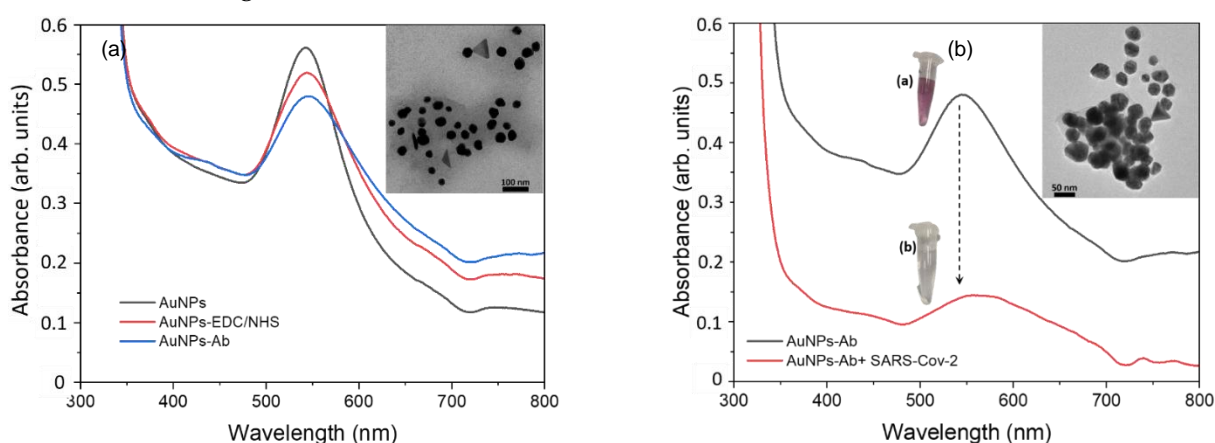 0.6
0.5
0.4
0.3
0.2
0.1
0
Absorbance (arb. units)
(a)
100 nm
AuNPs
AuNPs-EDC/NHS
AuNPs-Ab
300 400 500 600 700 800
Wavelength (nm)
0.6
0.5
0.4
0.3
0.2
0.1
0
Absorbance (arb. units)
(b)
(a)
50 nm
(b)
AuNPs-Ab
AuNPs-Ab+ SARS-Cov-2
300 400 500 600 700 800
Wavelength (nm)